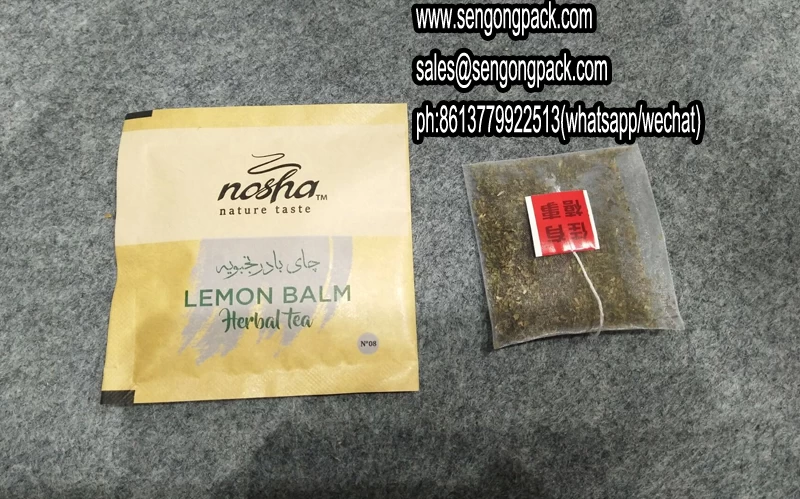 www.sengongpack.com
sales@sengongpack.com
ph:8613779922513(whatsapp/wechat)
nosha™
nature taste
چای بادرنجبویه
LEMON BALM
Herbal tea
Nº08